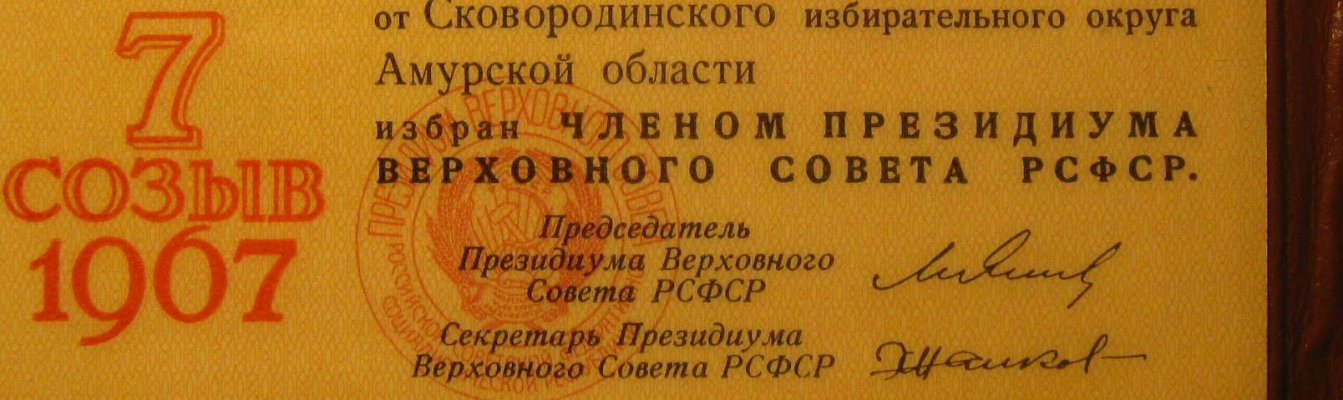 7
СОЗЫВ
1967
от Сковородинского избирательного округа
Амурской области
избран ЧЛЕНОМ ПРЕЗИДИУМА
ВЕРХОВНОГО СОВЕТА РСФСР.
Председатель
Президиума Верховного
Совета РСФСР
Секретарь Президиума
Верховного Совета РСФСР